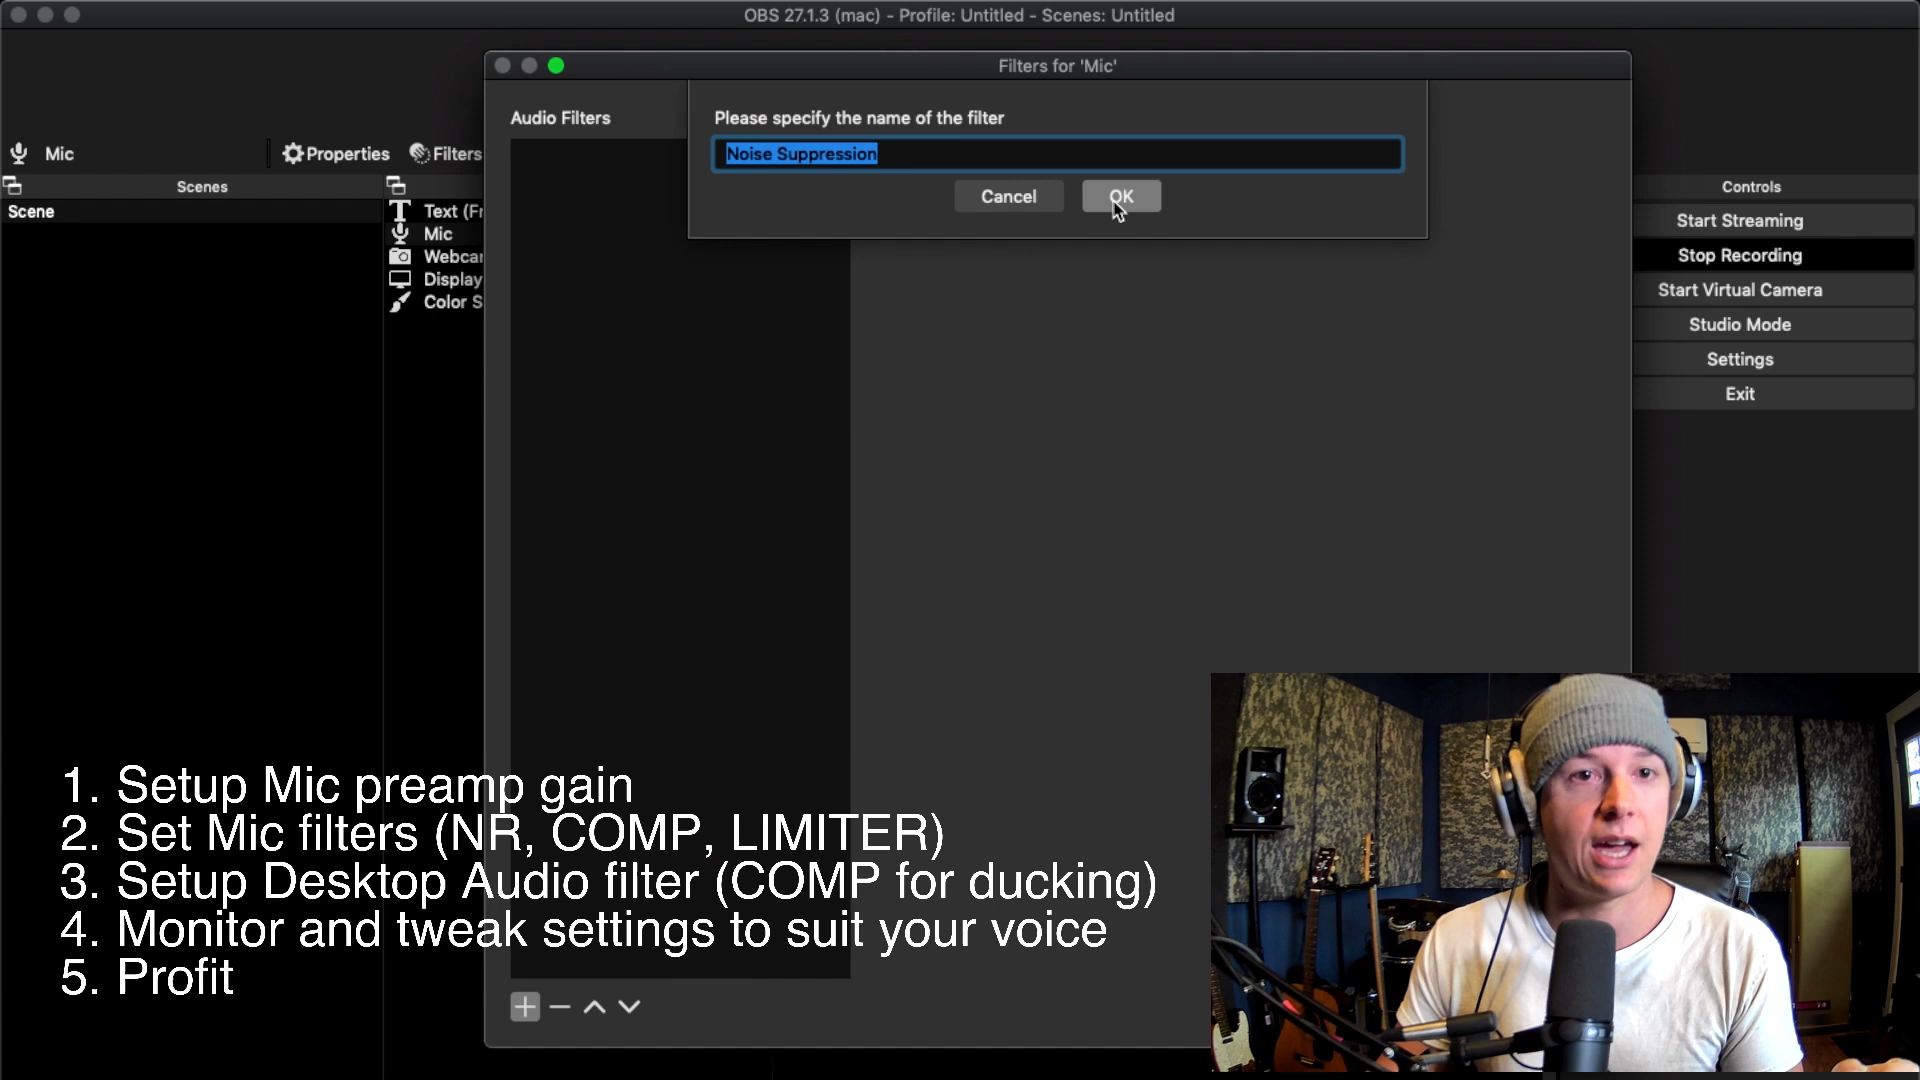 OBS 27.1.3 (mac) - Profile: Untitled - Scenes: Untitled
Filters for 'Mic'
Audio Filters
Please specify the name of the filter
Noise Suppression
Cancel
OK
Mic
Properties
Filters
Scenes
Scene
Text (Fr
Mic
Webcar
Display
Color S
Controls
Start Streaming
Stop Recording
Start Virtual Camera
Studio Mode
Settings
Exit
1. Setup Mic preamp gain
2. Set Mic filters (NR, COMP, LIMITER)
3. Setup Desktop Audio filter (COMP for ducking)
4. Monitor and tweak settings to suit your voice
5. Profit